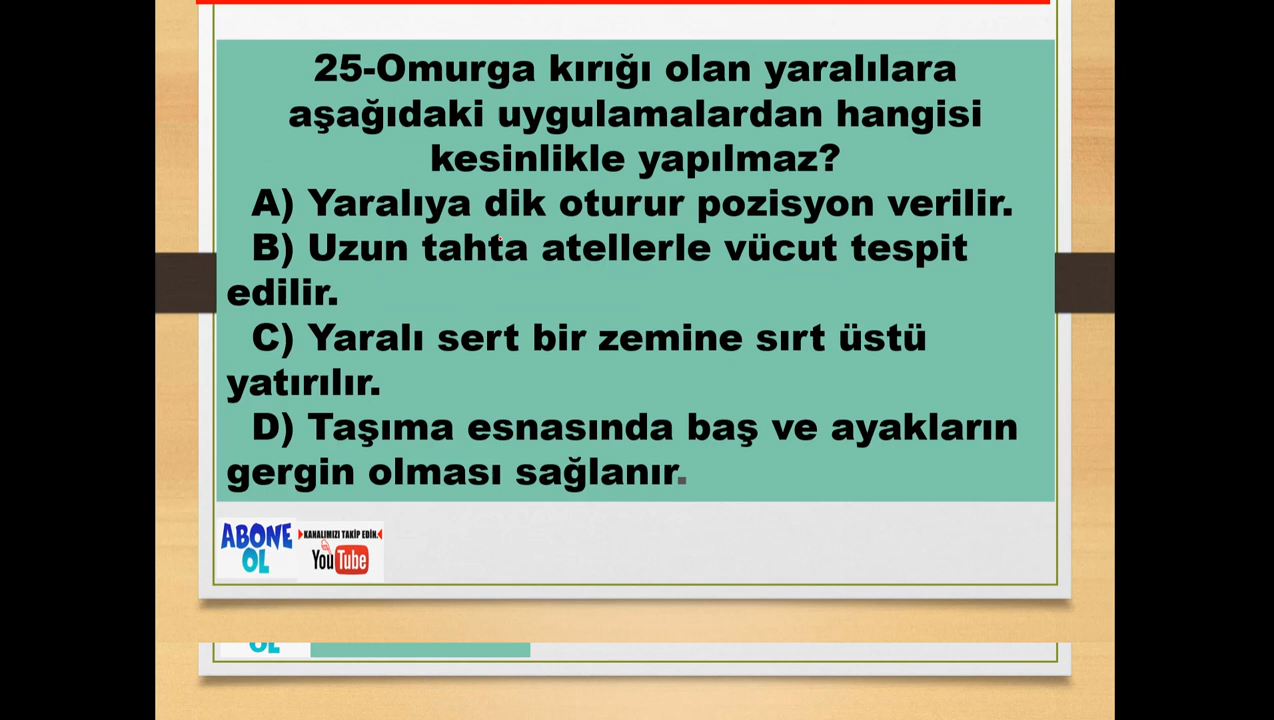 25-Omurga kırığı olan yaralılara
aşağıdaki uygulamalardan hangisi
kesinlikle yapılmaz?
A) Yaralıya dik oturur pozisyon verilir.
B) Uzun tahta atellerle vücut tespit
edilir.
C) Yaralı sert bir zemine sırt üstü
yatırılır.
D) Taşıma esnasında baş ve ayakların
gergin olması sağlanır.
ABONE
OL
KANALIMIZI TAKİP EDİN.
YouTube
OL